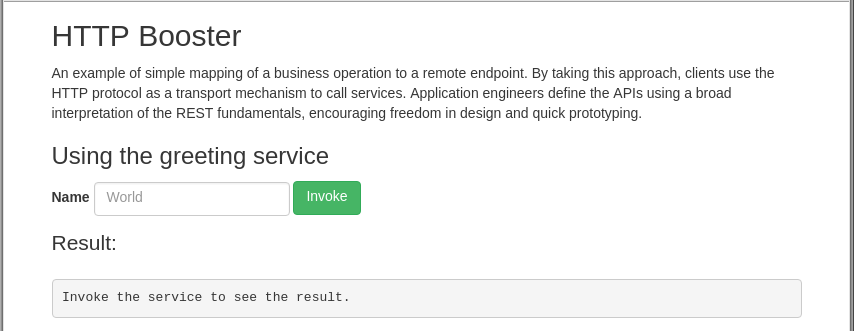 HTTP Booster
An example of simple mapping of a business operation to a remote endpoint. By taking this approach, clients use the
HTTP protocol as a transport mechanism to call services. Application engineers define the APIs using a broad
interpretation of the REST fundamentals, encouraging freedom in design and quick prototyping.
Using the greeting service
Name World Invoke
Result:
Invoke the service to see the result.